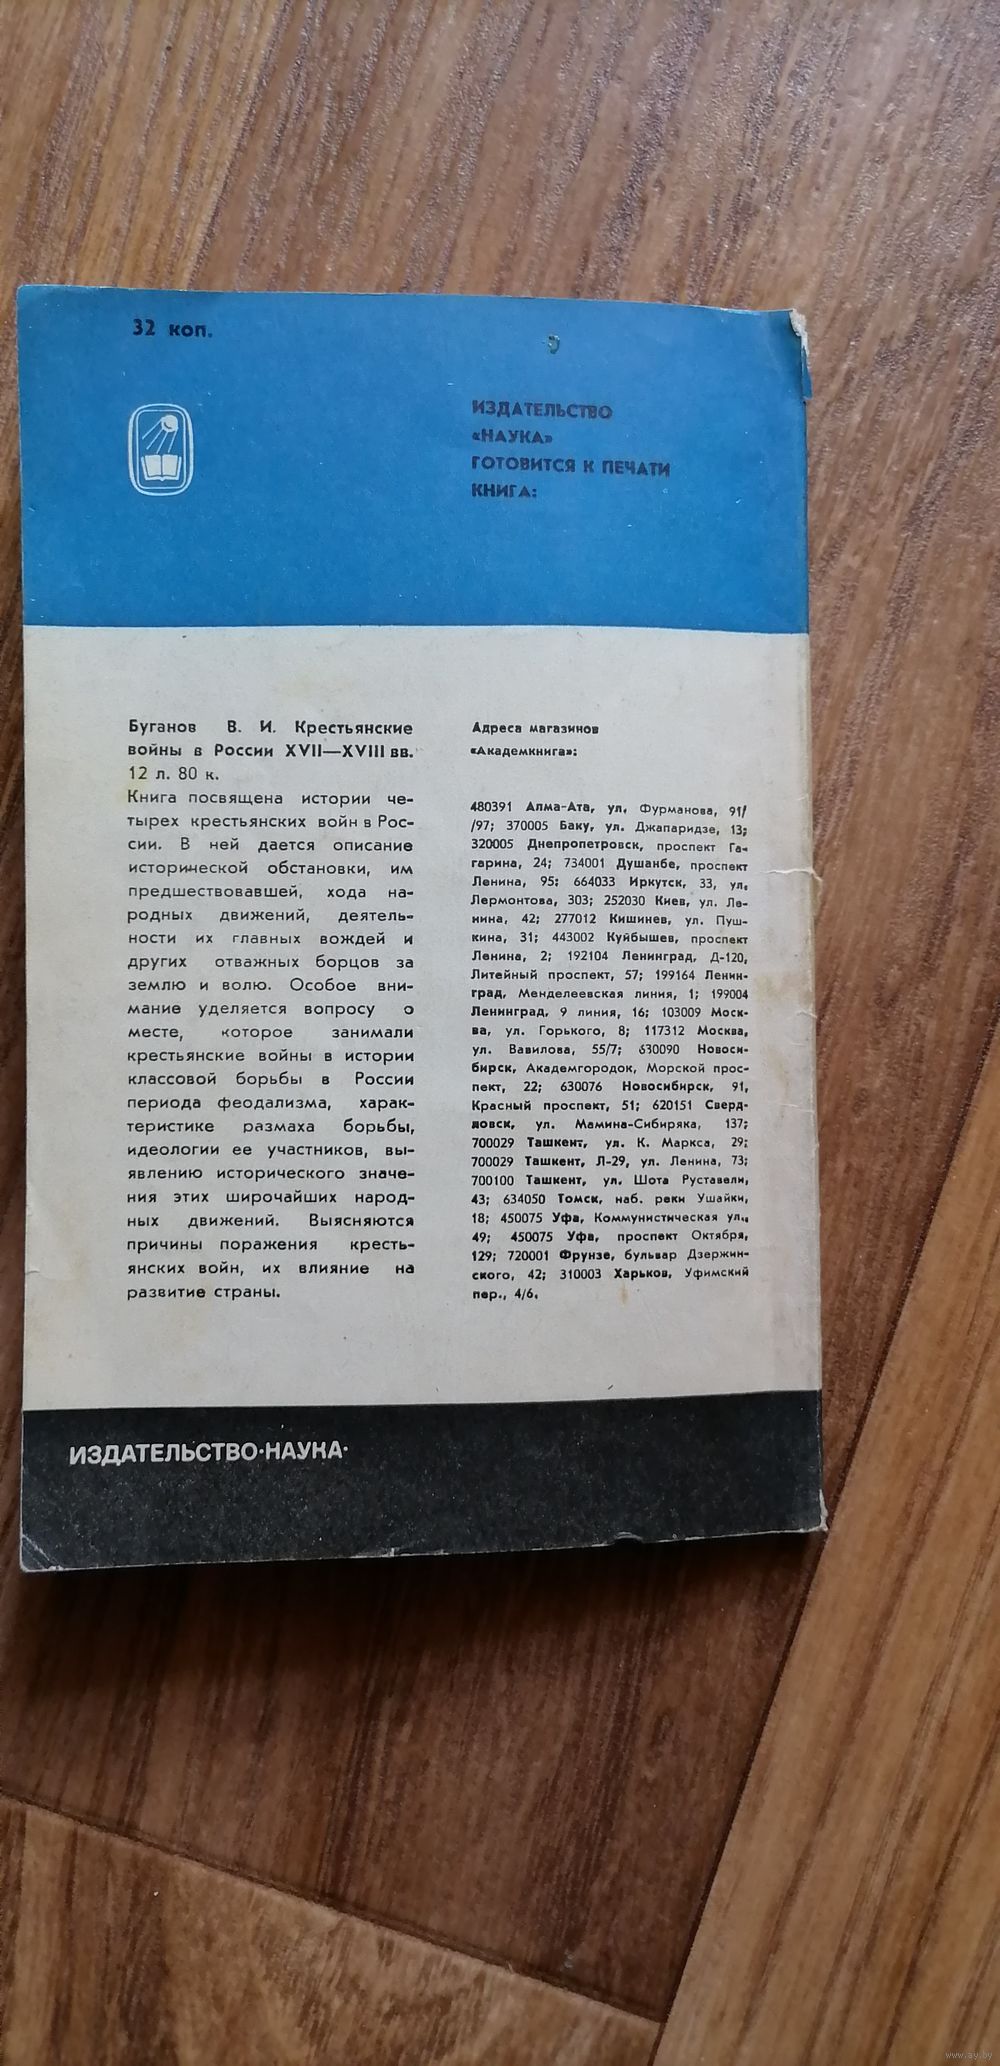 32 коп.
ИЗДАТЕЛЬСТВО
«НАУКА»
ГОТОВИТСЯ К ПЕЧАТИ
КНИГА:
Буганов В. И. Крестьянские
войны в России XVII—XVIII вв.
12 л. 80 к.
Книга посвящена истории че-
тырех крестьянских войн в Рос-
сии. В ней дается описание
исторической обстановки, им
предшествовавшей, хода на-
родных движений, деятель-
ности их главных вождей и
других отважных борцов за
землю и волю. Особое вни-
мание уделяется вопросу о
месте, которое занимали
крестьянские войны в истории
классовой борьбы в России
периода феодализма, харак-
теристике размаха борьбы,
идеологии ее участников, вы-
явлению исторического значе-
ния этих широчайших народ-
ных движений. Выясняются
причины поражения кресть-
янских войн, их влияние на
развитие страны.
Адреса магазинов
«Академкнига»:
480391 Алма-Ата, ул. Фурманова, 91/
/97; 370005 Баку, ул. Джапаридзе, 13;
320005 Днепропетровск, проспект Га-
гарина, 24; 734001 Душанбе, проспект
Ленина, 95; 664033 Иркутск, 33, ул.
Лермонтова, 303; 252030 Киев, ул. Ле-
нина, 42; 277012 Кишинев, ул. Пуш-
кина, 31; 443002 Куйбышев, проспект
Ленина, 2; 192104 Ленинград, Д-120,
Литейный проспект, 57; 199164 Ленин-
град, Менделеевская линия, 1; 199004
Ленинград, 9 линия, 16; 103009 Моск-
ва, ул. Горького, 8; 117312 Москва,
ул. Вавилова, 55/7; 630090 Новоси-
бирск, Академгородок, Морской прос-
пект, 22; 630076 Новосибирск, 91,
Красный проспект, 51; 620151 Сверд-
ловск, ул. Мамина-Сибиряка, 137;
700029 Ташкент, ул. К. Маркса, 29;
700029 Ташкент, Л-29, ул. Ленина, 73;
700100 Ташкент, ул. Шота Руставели,
43; 634050 Томск, наб. реки Ушайки,
18; 450075 Уфа, Коммунистическая ул.,
49; 450075 Уфа, проспект Октября,
129; 720001 Фрунзе, бульвар Дзержин-
ского, 42; 310003 Харьков, Уфимский
пер., 4/6.
ИЗДАТЕЛЬСТВО·НАУКА·
www.ay.by